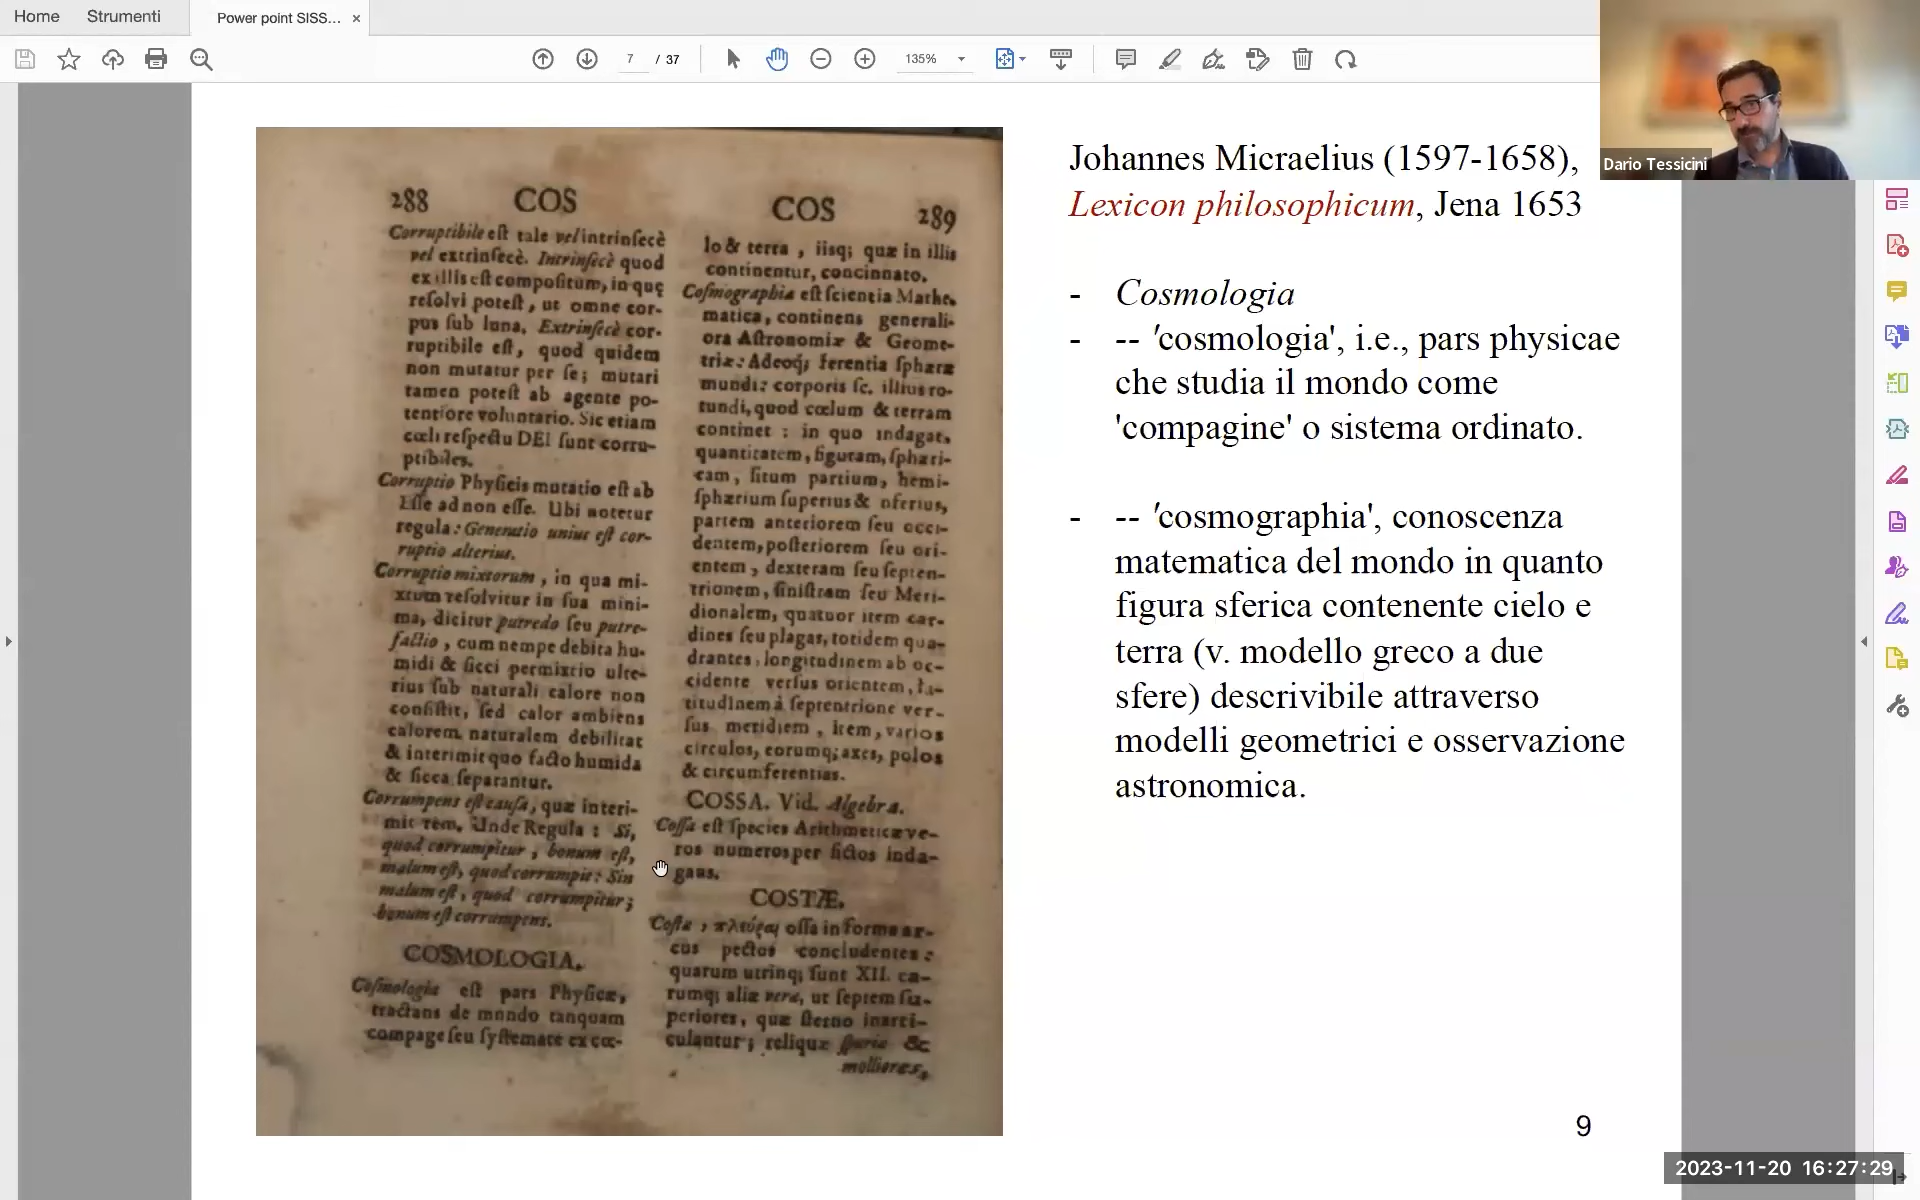 Home
Strumenti
Power point SISS...
7 / 37
135%
Dario Tessicini
288 COS
Corruptibile eſt tale vel intrinſecè
vel extrinſecè. Intrinſecè quod
ex illis eſt compoſitum, in quę
reſolvi poteſt, ut omne cor-
pus ſub luna, Extrinſecè cor-
ruptibile eſt, quod quidem
non mutatur per ſe; mutari
tamen poteſt ab agente po-
tentiore voluntario. Sic etiam
cœli reſpectu DEI ſunt corru-
ptibiles.
Corruptio Phyſicis mutatio eſt ab
Eſſe ad non eſſe. Ubi notetur
regula: Generatio unius eſt cor-
ruptio alterius.
Corruptio mixtorum, in qua mi-
xtum reſolvitur in ſua mini-
ma, dicitur putredo ſeu putre-
factio, cum nempe debita hu-
midi & ſicci permixtio ulte-
rius ſub naturali calore non
conſiſtit, ſed calor ambiens
calorem naturalem debilitat
& interimit quo facto humida
& ſicca ſeparantur.
Corrumpens eſt cauſa, quæ interi-
mit rem. Unde Regula: Si,
quod corrumpitur, bonum eſt,
malum eſt, quod corrumpit: Sin
malum eſt, quod corrumpitur;
bonum eſt corrumpens.
COSMOLOGIA.
Coſmologia eſt pars Phyſicæ,
tractans de mundo tanquam
compage ſeu ſyſtemate ex cœ-
COS 289
lo & terra, iisq; quæ in illis
continentur, concinnato.
Coſmographia eſt ſcientia Mathe-
matica, continens generali-
ora Aſtronomiæ & Geome-
triæ: Adeoq; ferentia ſphæræ
mundi: corporis ſc. illius ro-
tundi, quod cœlum & terram
continet: in quo indagat,
quantitatem, figuram, ſphæri-
cam, ſitum partium, hemi-
ſphærium ſuperius & nferius,
partem anteriorem ſeu occi-
dentem, poſteriorem ſeu ori-
entem, dexteram ſeu ſepten-
trionem, ſiniſtram ſeu Meri-
dionalem, quatuor item car-
dines ſeu plagas, totidem qua-
drantes, longitudinem ab oc-
cidente verſus orientem, la-
titudinem à ſeptentrione ver-
ſus meridiem, item, varios
circulos, eorumq; axes, polos
& circumferentias.
COSSA. Vid. Algebra.
Coſſa eſt ſpecies Arithmeticæ ve-
ros numeros per fictos inda-
gans.
COSTÆ.
Coſtæ, πλεύραι oſſa in forma ar-
cus pectus concludentes:
quarum utrinq; ſunt XII. ea-
rumq; aliæ veræ, ut ſeptem ſu-
periores, quæ ſterno inarti-
culantur; reliquæ ſpuriæ &
molliores,
Johannes Micraelius (1597-1658),
Lexicon philosophicum, Jena 1653
- Cosmologia
- -- 'cosmologia', i.e., pars physicae
che studia il mondo come
'compagine' o sistema ordinato.
- -- 'cosmographia', conoscenza
matematica del mondo in quanto
figura sferica contenente cielo e
terra (v. modello greco a due
sfere) descrivibile attraverso
modelli geometrici e osservazione
astronomica.
9
2023-11-20 16:27:29